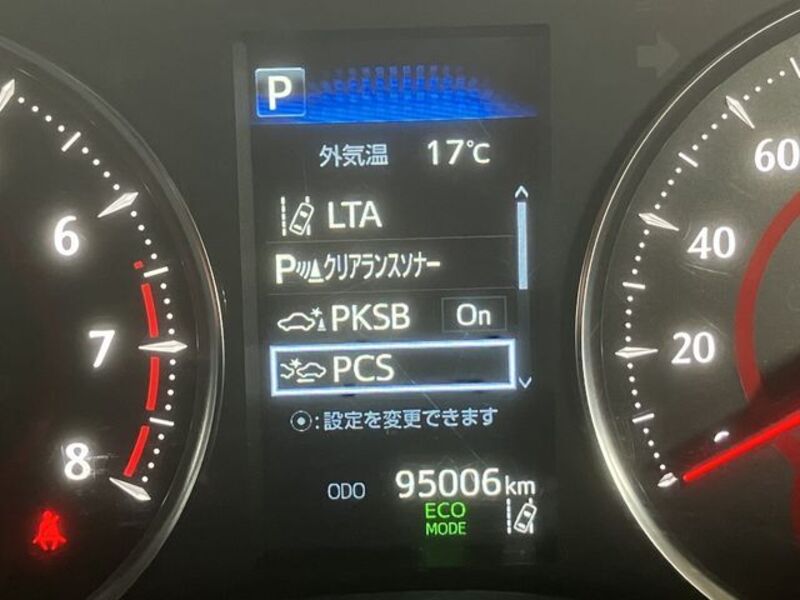 P
外気温 17℃
LTA
Pクリアランスソナー
PKSB On
PCS
:設定を変更できます
ODO 95006km
ECO
MODE
6
7
8
60
40
20